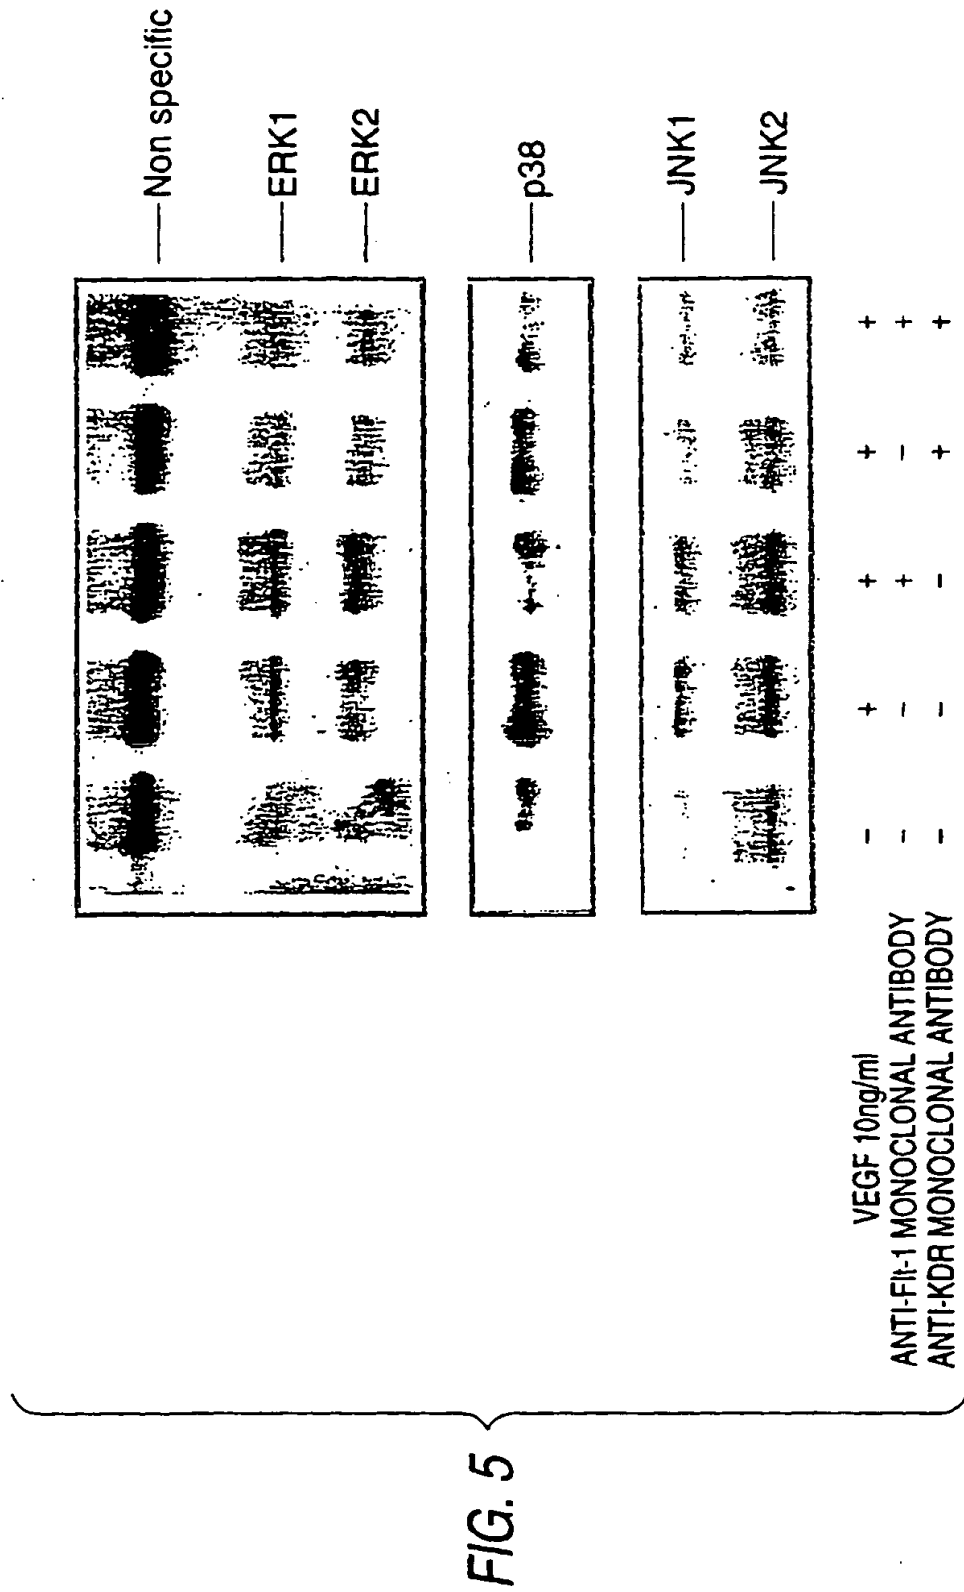 FIG. 5
Non specific
ERK1
ERK2
p38
JNK1
JNK2
VEGF 10ng/ml - + + + +
ANTI-Flt-1 MONOCLONAL ANTIBODY - - + - +
ANTI-KDR MONOCLONAL ANTIBODY - - - + +